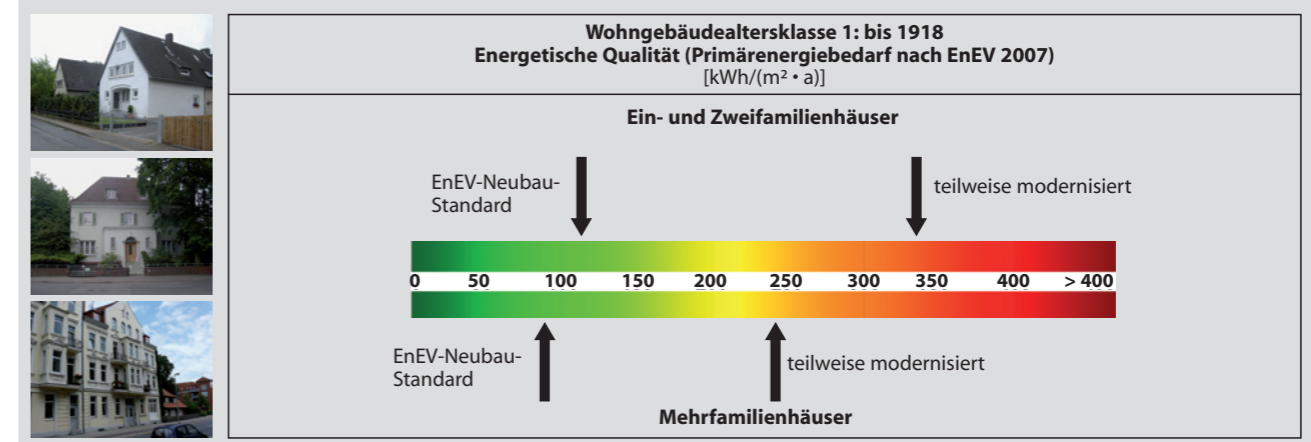 Wohngebäudealtersklasse 1: bis 1918
Energetische Qualität (Primärenergiebedarf nach EnEV 2007)
[kWh/(m² • a)]
Ein- und Zweifamilienhäuser
EnEV-Neubau-
Standard
teilweise modernisiert
0 50 100 150 200 250 300 350 400 > 400
EnEV-Neubau-
Standard
teilweise modernisiert
Mehrfamilienhäuser